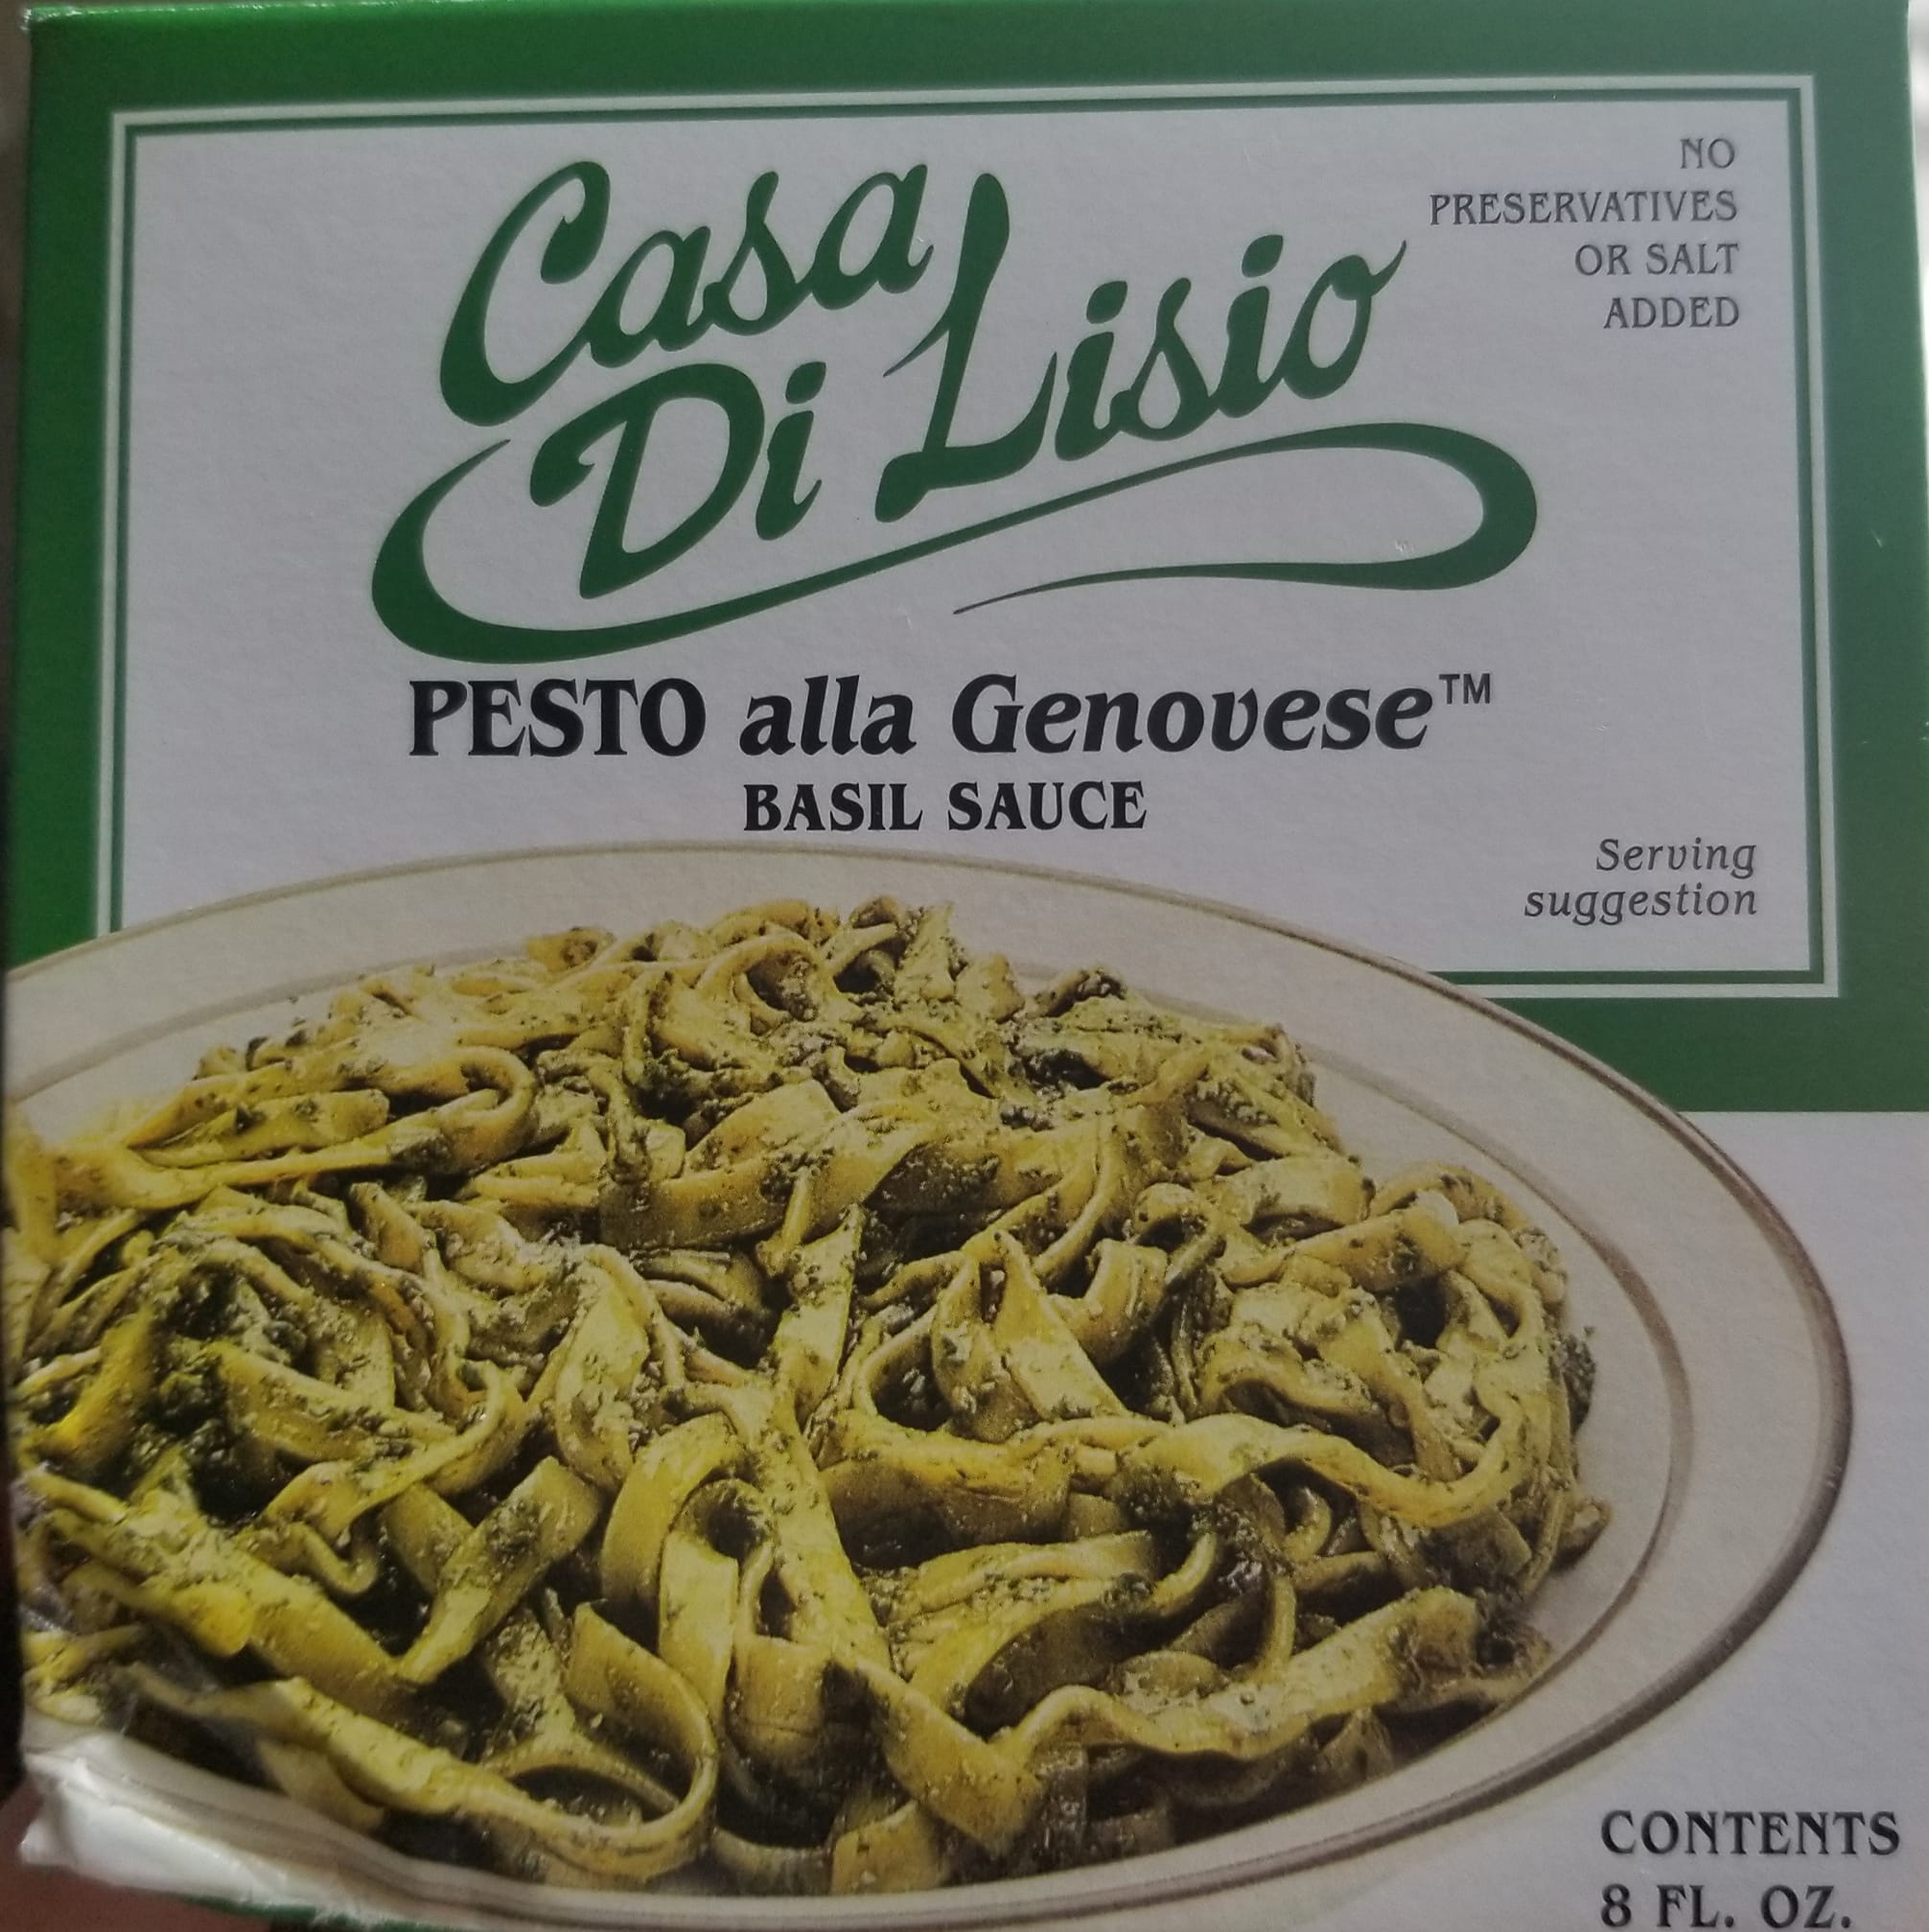 Casa
Di Lisio
NO
PRESERVATIVES
OR SALT
ADDED
PESTO alla Genovese™
BASIL SAUCE
Serving
suggestion
CONTENTS
8 FL. OZ.